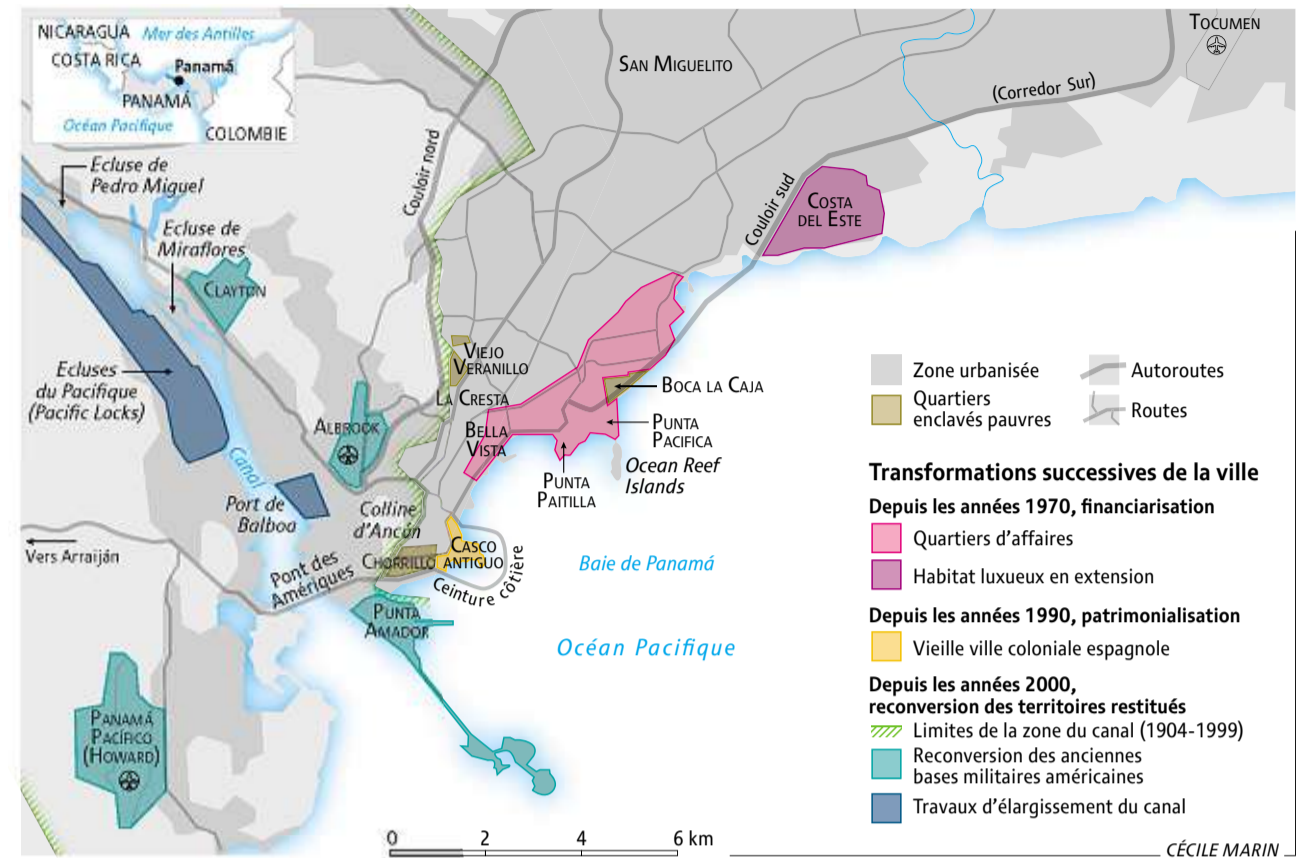 NICARAGUA
Mer des Antilles
COSTA RICA
Panamá
PANAMÁ
Océan Pacifique
COLOMBIE
TOCUMEN
SAN MIGUELITO
(Corredor Sur)
Couloir nord
Ecluse de
Pedro Miguel
Ecluse de
Miraflores
CLAYTON
Couloir sud
COSTA
DEL ESTE
Ecluses
du Pacifique
(Pacific Locks)
VIEJO
VERANILLO
LA CRESTA
BOCA LA CAJA
ALBROOK
BELLA
VISTA
PUNTA
PACIFICA
PUNTA
PAITILLA
Ocean Reef
Islands
Canal
Port de
Balboa
Colline
d'Ancún
Vers Arraiján
Pont des
Amériques
CHORRILLO
CASCO
ANTIGUO
Ceinture côtière
Baie de Panamá
PUNTA
AMADOR
Océan Pacifique
PANAMÁ
PACÍFICO
(HOWARD)
0 2 4 6 km
Zone urbanisée
Quartiers
enclavés pauvres
Autoroutes
Routes
Transformations successives de la ville
Depuis les années 1970, financiarisation
Quartiers d'affaires
Habitat luxueux en extension
Depuis les années 1990, patrimonialisation
Vieille ville coloniale espagnole
Depuis les années 2000,
reconversion des territoires restitués
Limites de la zone du canal (1904-1999)
Reconversion des anciennes
bases militaires américaines
Travaux d'élargissement du canal
CÉCILE MARIN